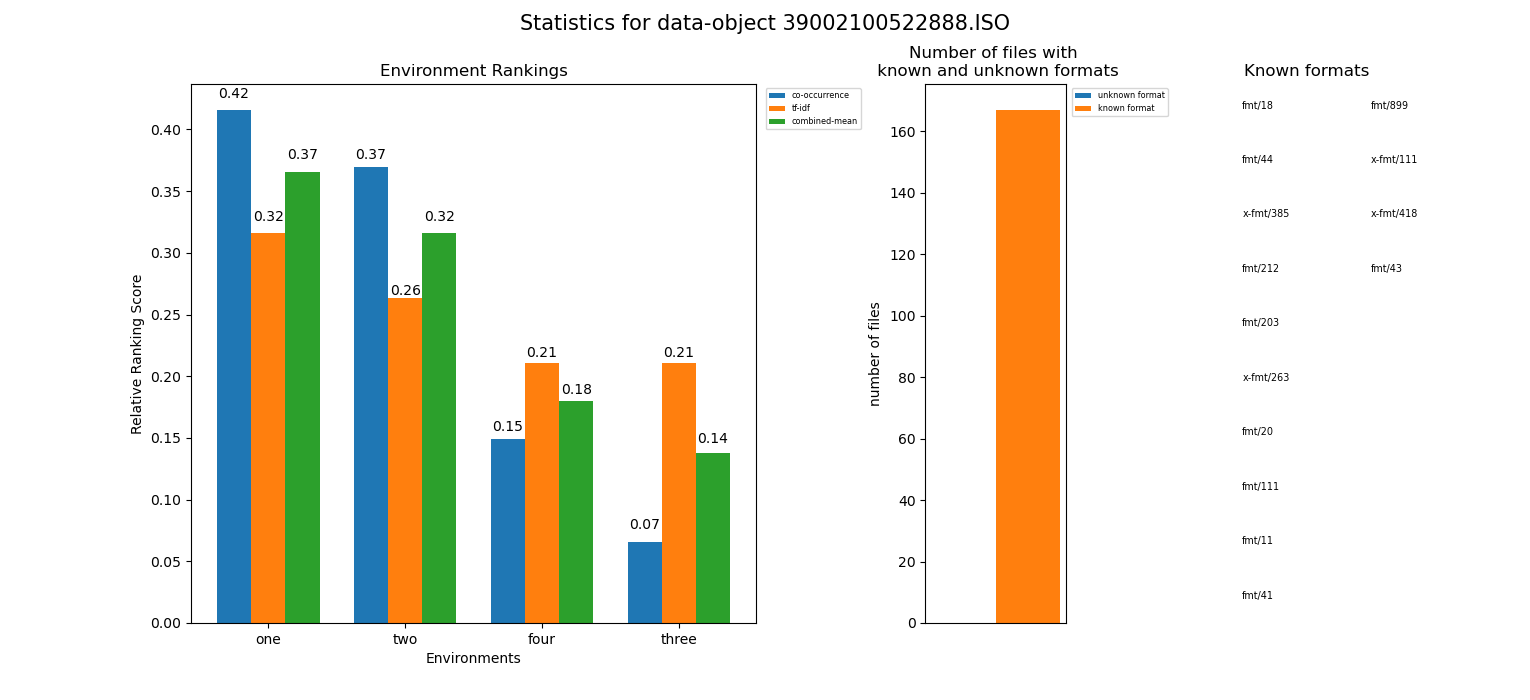 Statistics for data-object 39002100522888.ISO
Environment Rankings
0.40
0.35
0.30
0.25
0.20
0.15
0.10
0.05
0.00
Relative Ranking Score
0.42
0.32
0.37
0.37
0.26
0.32
0.15
0.21
0.18
0.07
0.21
0.14
one two four three
Environments
co-occurrence
tf-idf
combined-mean
Number of files with
known and unknown formats
160
140
120
100
80
60
40
20
0
number of files
unknown format
known format
Known formats
fmt/18 fmt/899
fmt/44 x-fmt/111
x-fmt/385 x-fmt/418
fmt/212 fmt/43
fmt/203
x-fmt/263
fmt/20
fmt/111
fmt/11
fmt/41